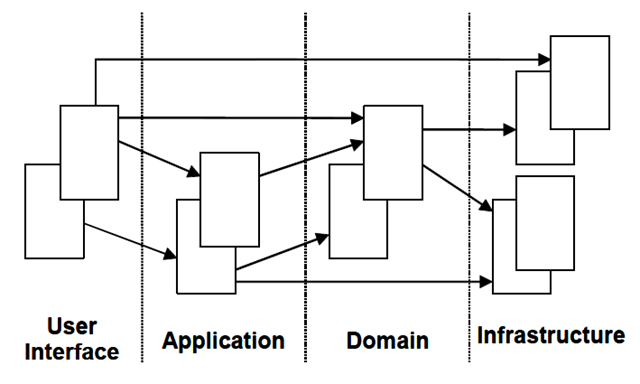 User
Interface
Application
Domain
Infrastructure